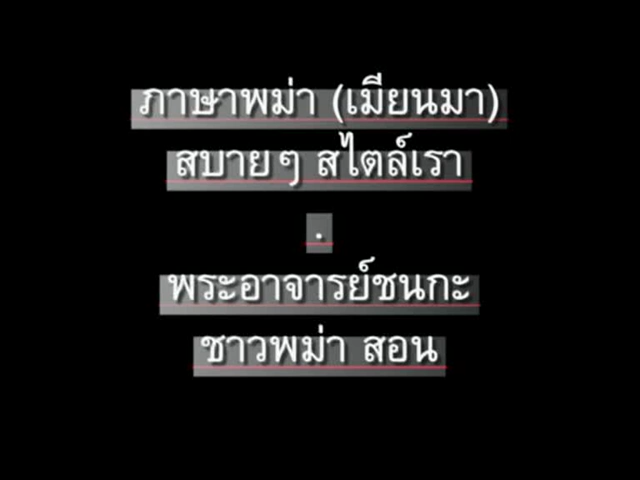 ภาษาพม่า (เมียนมา)
สบายๆ สไตล์เรา
.
พระอาจารย์ชนกะ
ชาวพม่า สอน